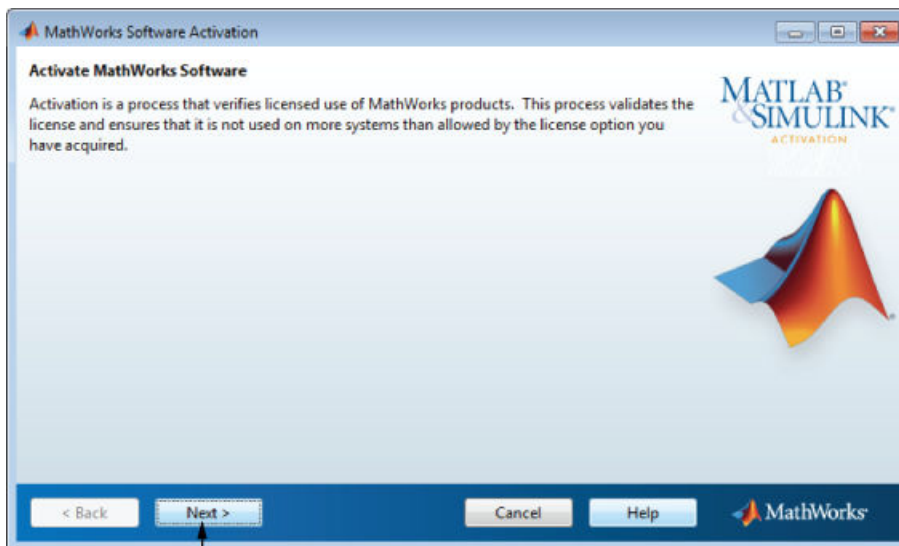 MathWorks Software Activation
Activate MathWorks Software
Activation is a process that verifies licensed use of MathWorks products. This process validates the
license and ensures that it is not used on more systems than allowed by the license option you
have acquired.
MATLAB®
&SIMULINK®
ACTIVATION
< Back
Next >
Cancel
Help
MathWorks®